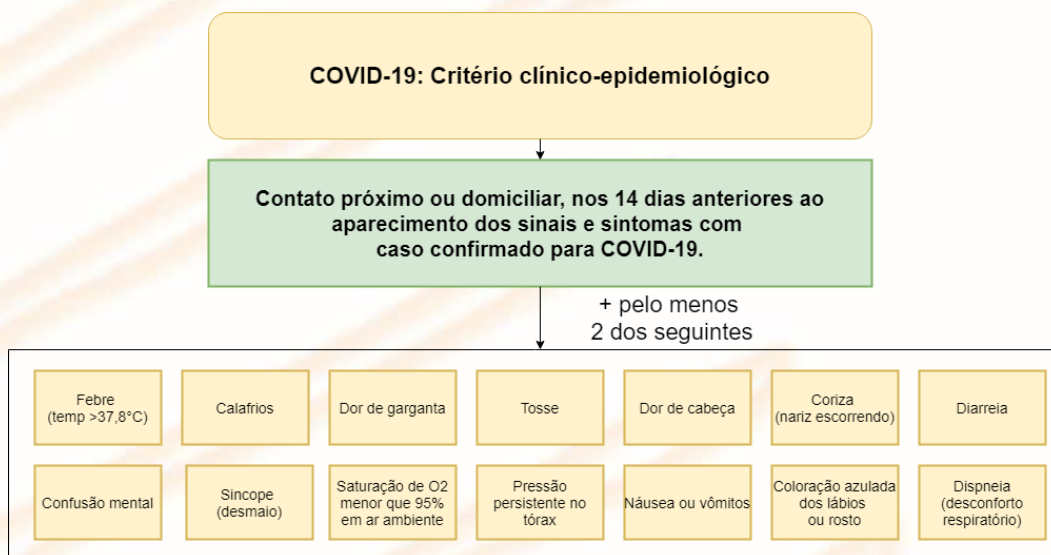 COVID-19: Critério clínico-epidemiológico
Contato próximo ou domiciliar, nos 14 dias anteriores ao
aparecimento dos sinais e sintomas com
caso confirmado para COVID-19.
+ pelo menos
2 dos seguintes
Febre
(temp >37,8°C)
Calafrios
Dor de garganta
Tosse
Dor de cabeça
Coriza
(nariz escorrendo)
Diarreia
Confusão mental
Sincope
(desmaio)
Saturação de O2
menor que 95%
em ar ambiente
Pressão
persistente no
tórax
Náusea ou vômitos
Coloração azulada
dos lábios
ou rosto
Dispneia
(desconforto
respiratório)